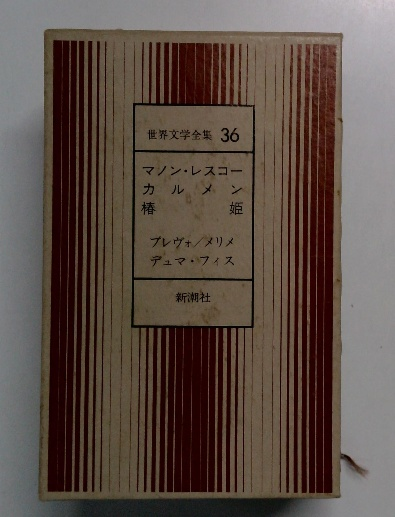 世界文学全集 36
マノン・レスコー
カルメン
椿姫
プレヴォ／メリメ
デュマ・フィス
新潮社